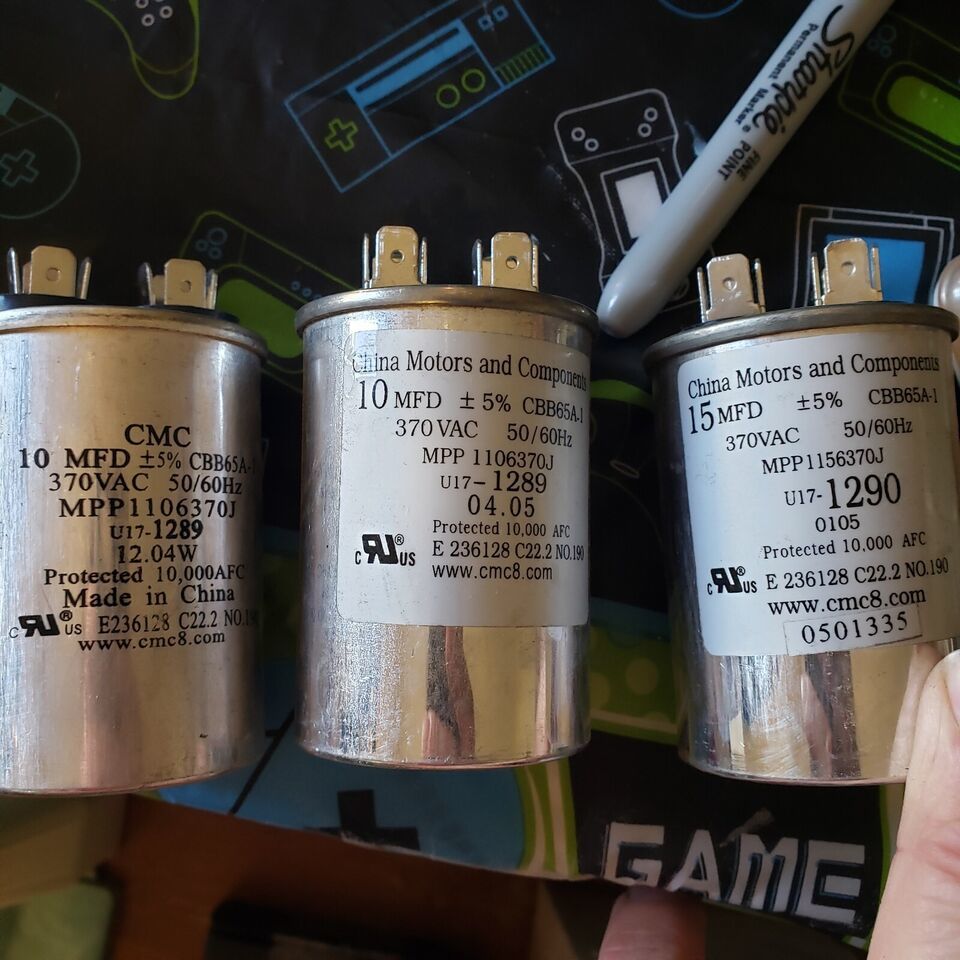 Sharpie
Permanent Marker
FINE POINT
CMC
10 MFD ±5% CBB65A-1
370VAC 50/60Hz
MPP1106370J
U17-1289
12.04W
Protected 10,000AFC
Made in China
c RU ® US E236128 C22.2 NO.190
www.cmc8.com
China Motors and Components
10 MFD ±5% CBB65A-1
370 VAC 50/60Hz
MPP 1106370J
U17-1289
04.05
Protected 10,000 AFC
c RU ® US E 236128 C22.2 NO.190
www.cmc8.com
China Motors and Components
15 MFD ±5% CBB65A-1
370VAC 50/60Hz
MPP1156370J
U17-1290
0105
Protected 10,000 AFC
c RU ® US E 236128 C22.2 NO.190
www.cmc8.com
0501335
GAME